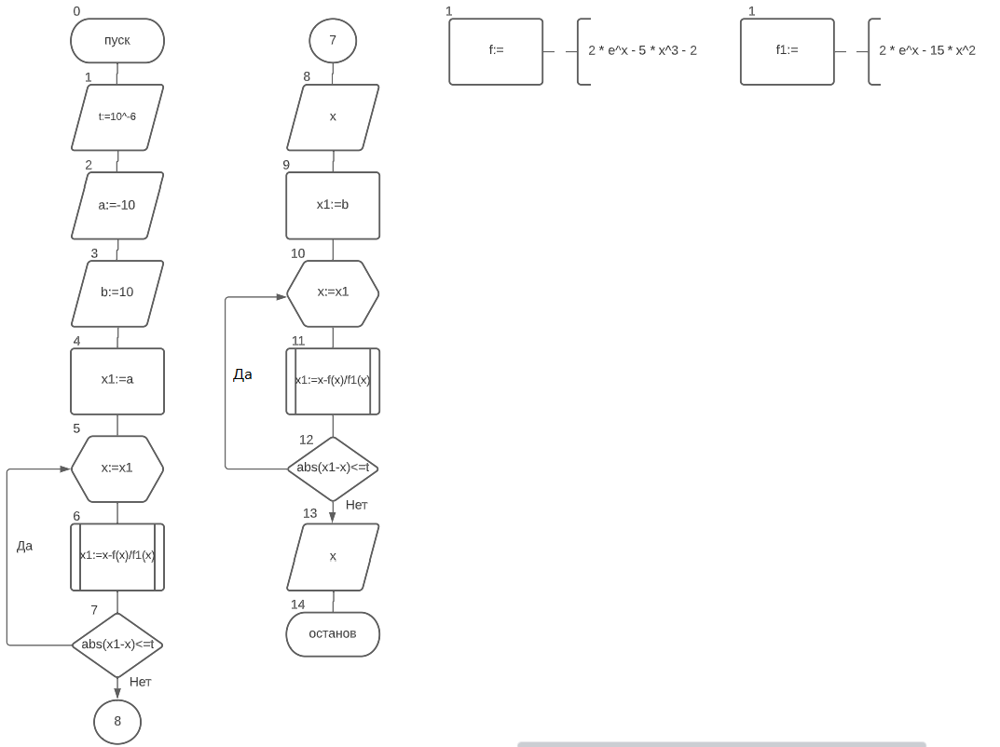 0
пуск
1
t:=10^-6
2
a:=-10
3
b:=10
4
x1:=a
5
x:=x1
6
x1:=x-f(x)/f1(x)
Да
7
abs(x1-x)<=t
Нет
8
7
8
x
9
x1:=b
10
x:=x1
11
x1:=x-f(x)/f1(x)
Да
12
abs(x1-x)<=t
Нет
13
x
14
останов
1
f:=
2 * e^x - 5 * x^3 - 2
1
f1:=
2 * e^x - 15 * x^2